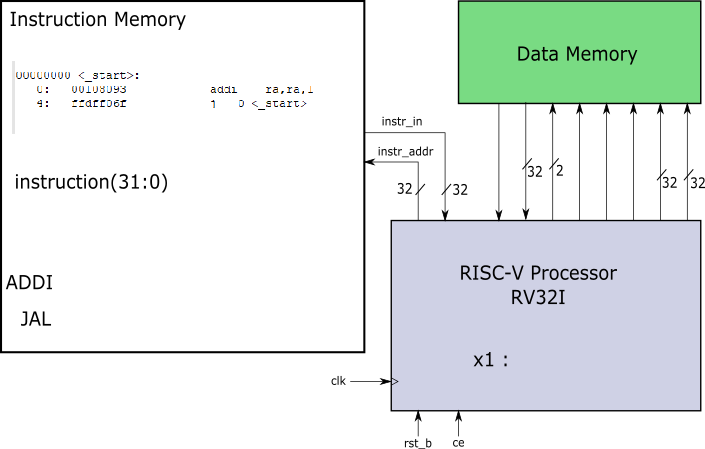 Instruction Memory
00000000 <_start>:
0: 00108093 addi ra,ra,1
4: ffdff06f j 0 <_start>
instruction(31:0)
ADDI
JAL
Data Memory
instr_in
instr_addr
32
32
32
2
32
32
RISC-V Processor
RV32I
x1 :
clk
rst_b
ce